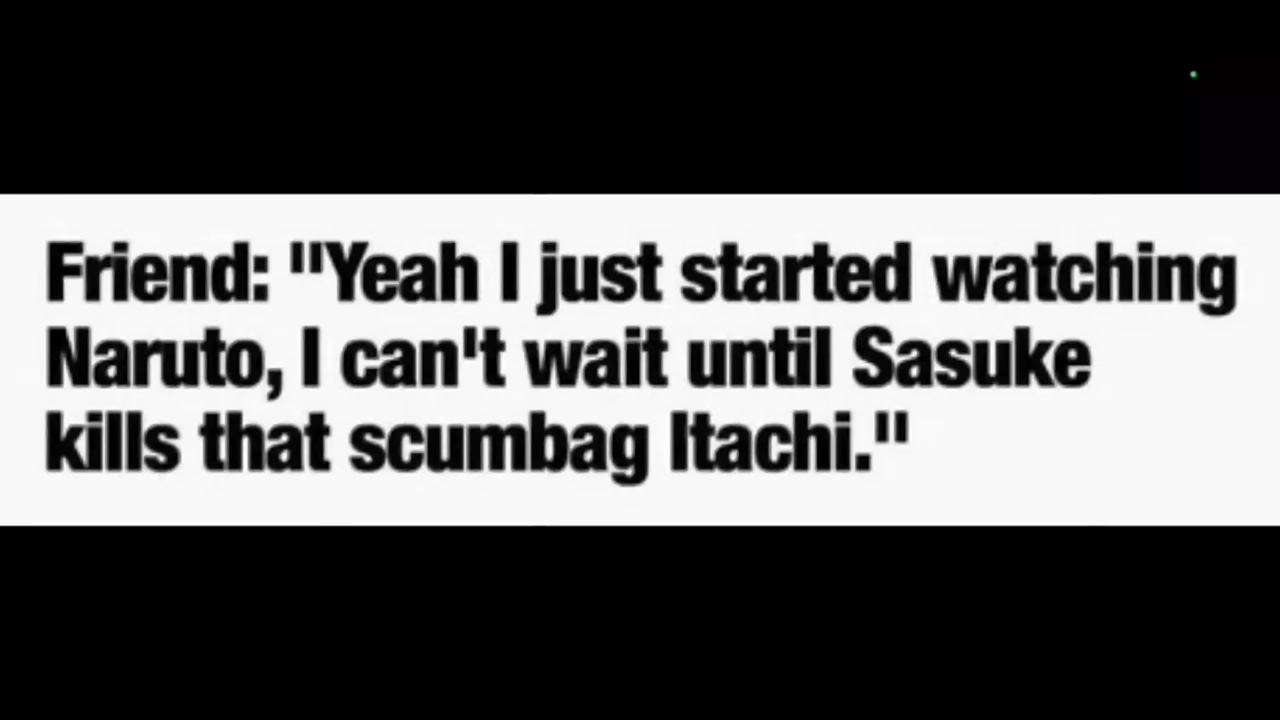 Friend: "Yeah I just started watching
Naruto, I can't wait until Sasuke
kills that scumbag Itachi."